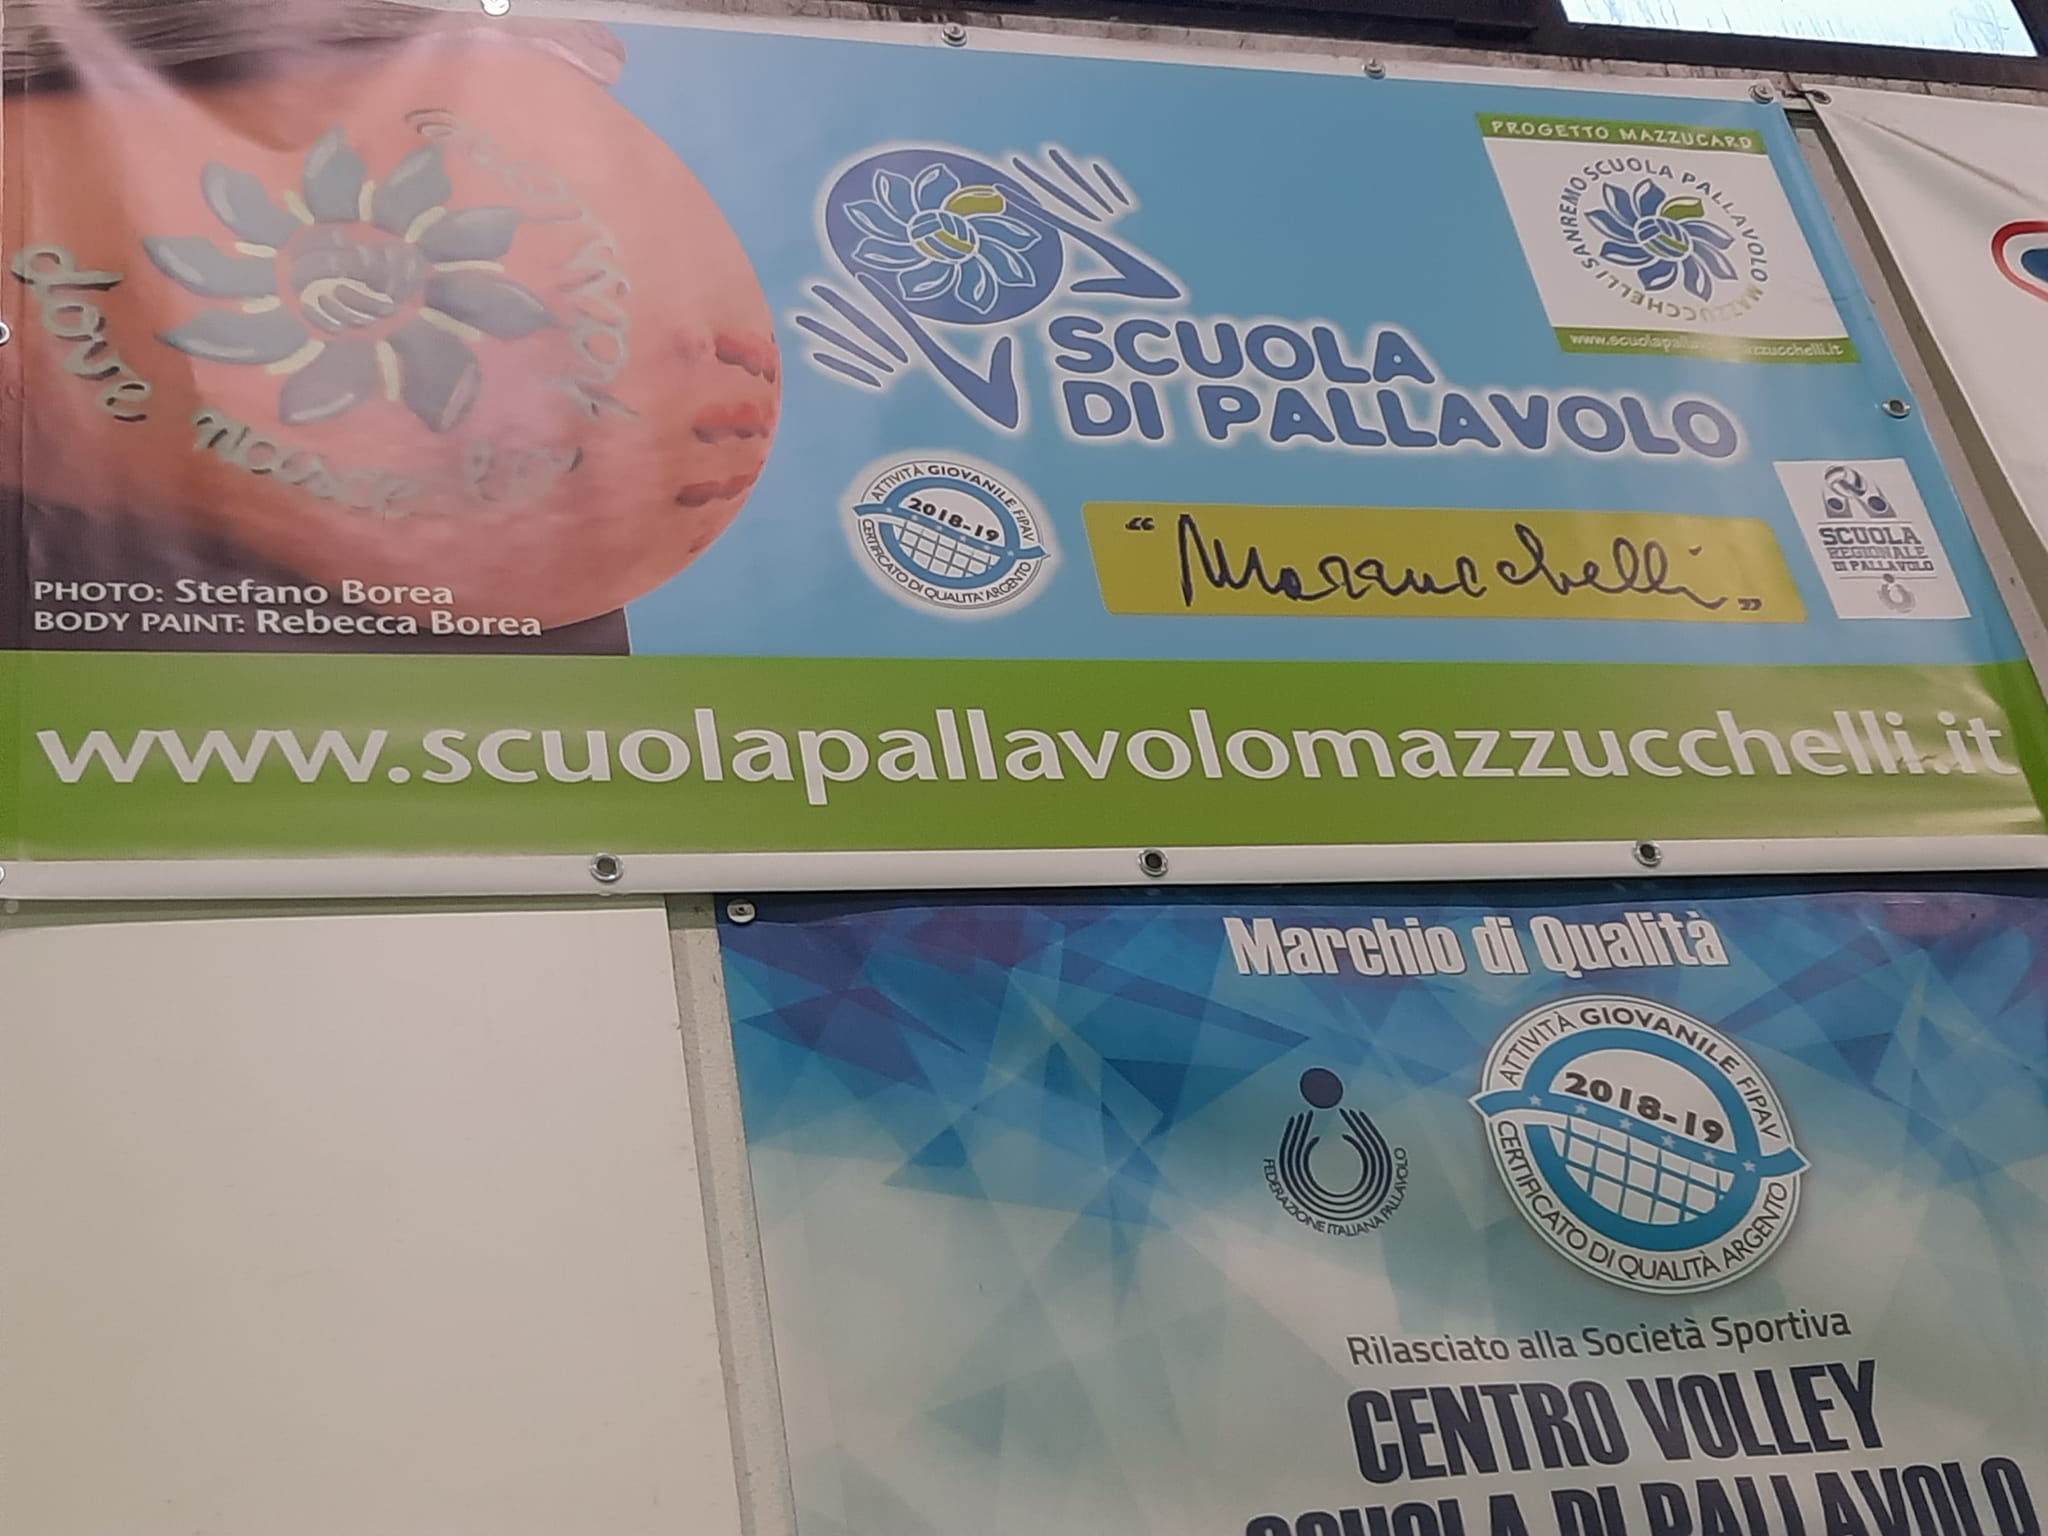 dove nasce la
PHOTO: Stefano Borea
BODY PAINT: Rebecca Borea
SCUOLA
DI PALLAVOLO
ATTIVITÀ GIOVANILE FIPAV
2018-19
CERTIFICATO DI QUALITA' ARGENTO
“Mazzucchelli”
PROGETTO MAZZUCARD
SANREMO SCUOLA PALLAVOLO MAZZUCCHELLI
SCUOLA
REGIONALE
DI PALLAVOLO
www.scuolapallavolomazzucchelli.it
Marchio di Qualità
FEDERAZIONE ITALIANA PALLAVOLO
ATTIVITÀ GIOVANILE FIPAV
2018-19
CERTIFICATO DI QUALITÀ ARGENTO
Rilasciato alla Società Sportiva
CENTRO VOLLEY
SCUOLA DI PALLAVOLO